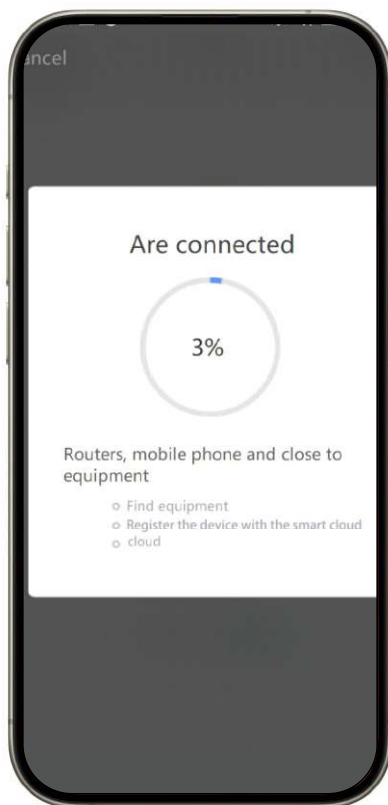 ancel
Are connected
3%
Routers, mobile phone and close to
equipment
Find equipment
Register the device with the smart cloud
cloud